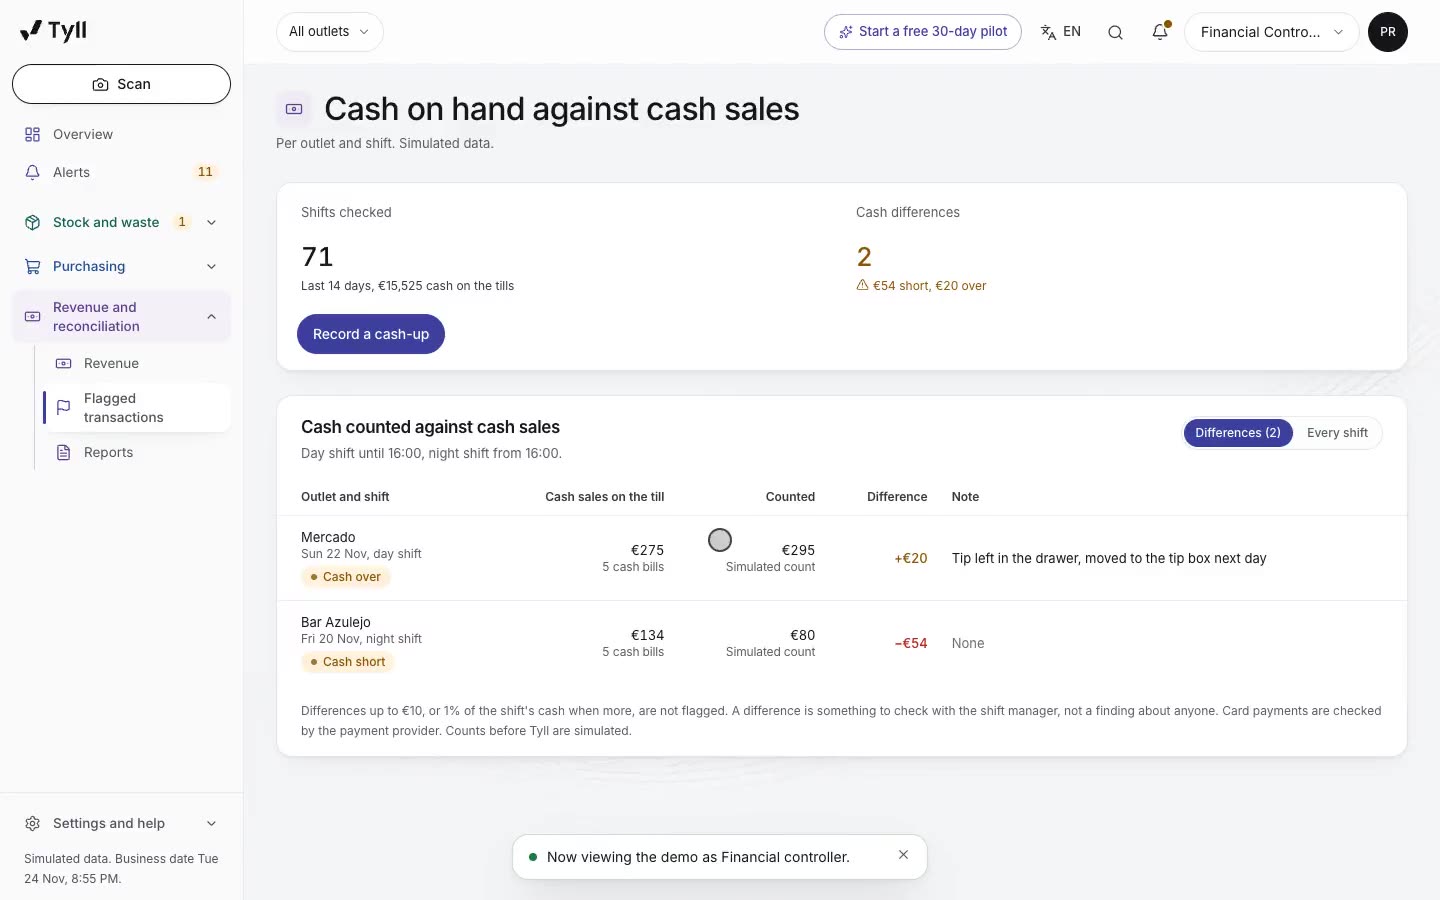 Tyll
All outlets
Start a free 30-day pilot
EN
Financial Contro...
PR
Scan
Overview
Alerts
11
Stock and waste
1
Purchasing
Revenue and
reconciliation
Revenue
Flagged
transactions
Reports
Settings and help
Simulated data. Business date Tue
24 Nov, 8:55 PM.
Cash on hand against cash sales
Per outlet and shift. Simulated data.
Shifts checked
71
Last 14 days, €15,525 cash on the tills
Cash differences
2
€54 short, €20 over
Record a cash-up
Cash counted against cash sales
Day shift until 16:00, night shift from 16:00.
Differences (2)
Every shift
Outlet and shift
Cash sales on the till
Counted
Difference
Note
Mercado
Sun 22 Nov, day shift
Cash over
€275
5 cash bills
€295
Simulated count
+€20
Tip left in the drawer, moved to the tip box next day
Bar Azulejo
Fri 20 Nov, night shift
Cash short
€134
5 cash bills
€80
Simulated count
−€54
None
Differences up to €10, or 1% of the shift's cash when more, are not flagged. A difference is something to check with the shift manager, not a finding about anyone. Card payments are checked
by the payment provider. Counts before Tyll are simulated.
Now viewing the demo as Financial controller.